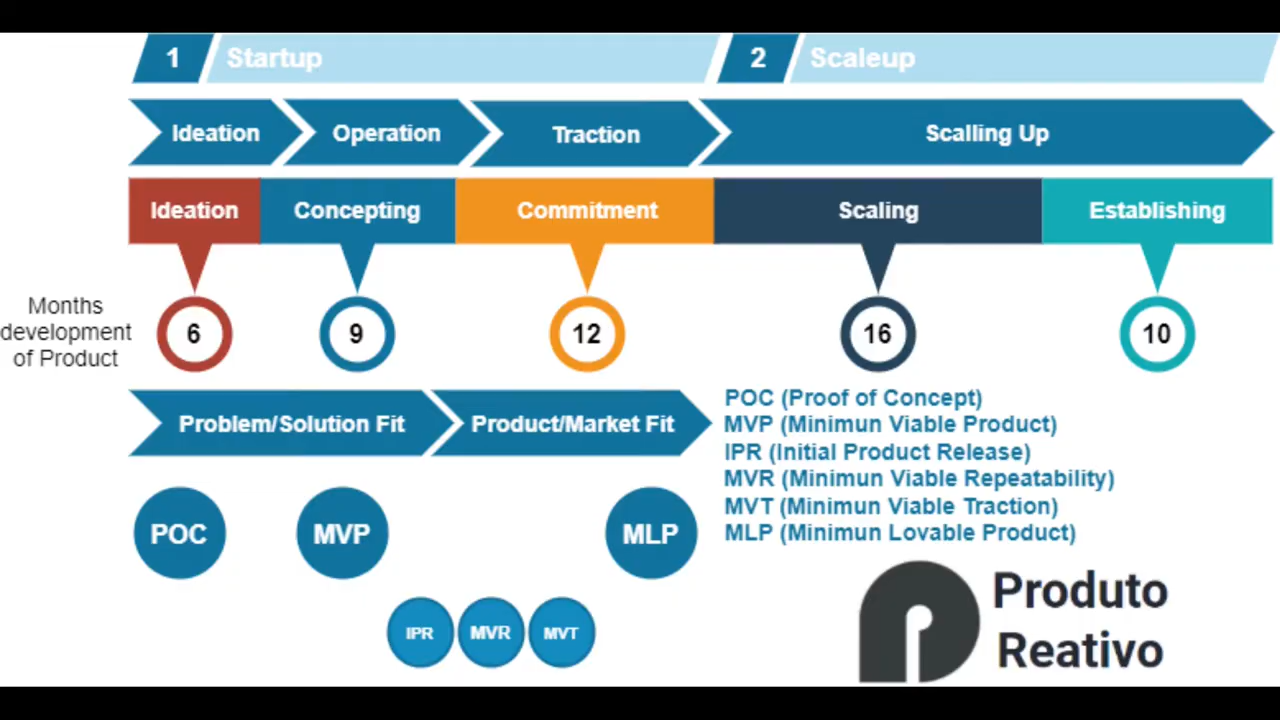 1 Startup 2 Scaleup
Ideation Operation Traction Scalling Up
Ideation Concepting Commitment Scaling Establishing
Months
development
of Product
6 9 12 16 10
Problem/Solution Fit Product/Market Fit
POC (Proof of Concept)
MVP (Minimun Viable Product)
IPR (Initial Product Release)
MVR (Minimun Viable Repeatability)
MVT (Minimun Viable Traction)
MLP (Minimun Lovable Product)
POC MVP MLP
IPR MVR MVT
Produto
Reativo